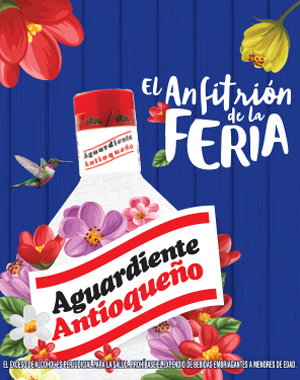 El Anfitrión
de la
FERIA
Aguardiente
Antioqueño
Aguardiente
Antioqueño
EL EXCESO DE ALCOHOL ES PERJUDICIAL PARA LA SALUD. PROHÍBASE EL EXPENDIO DE BEBIDAS EMBRIAGANTES A MENORES DE EDAD.